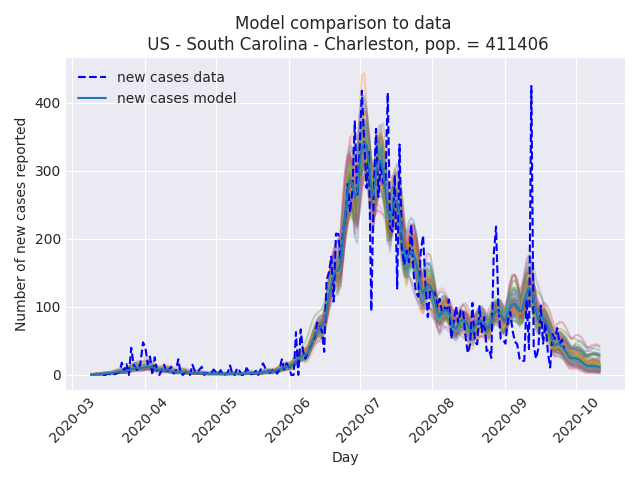 Model comparison to data
US - South Carolina - Charleston, pop. = 411406
new cases data
new cases model
Number of new cases reported
400
300
200
100
0
2020-03
2020-04
2020-05
2020-06
2020-07
2020-08
2020-09
2020-10
Day